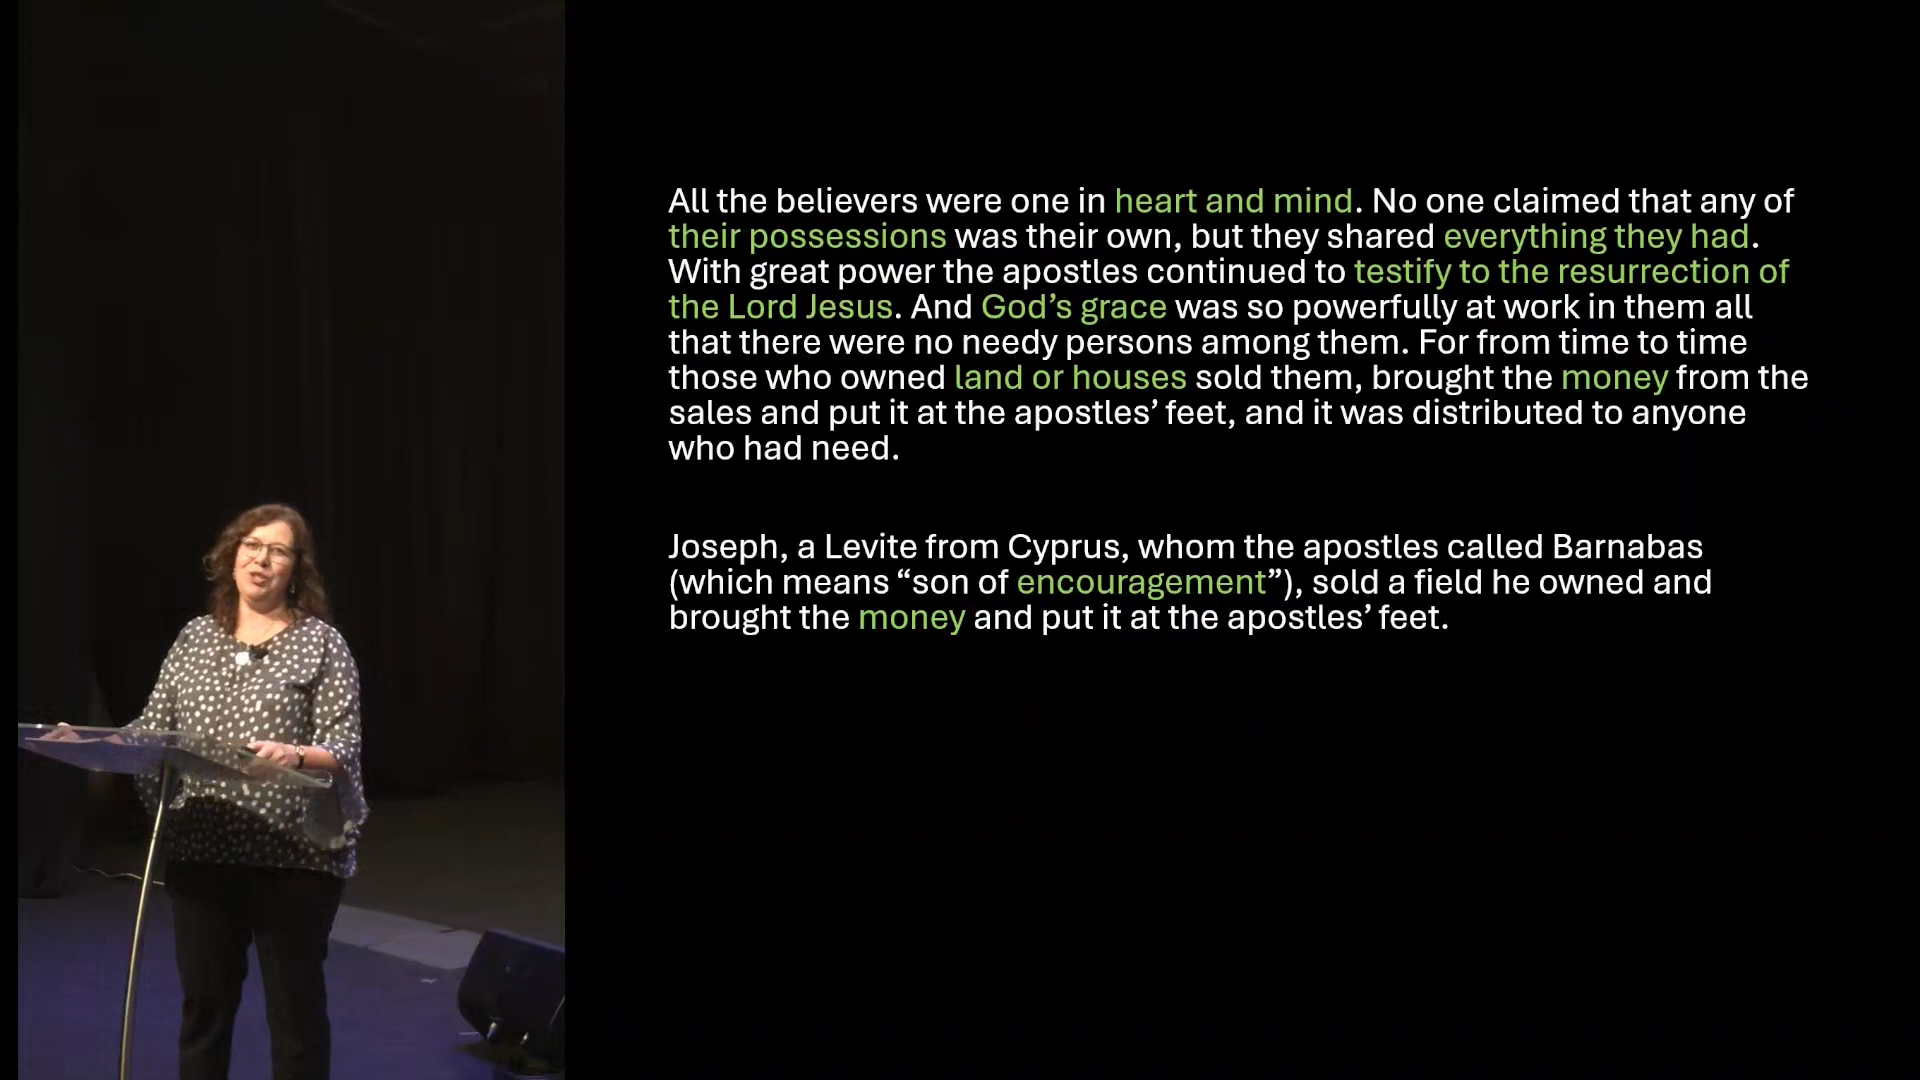 All the believers were one in heart and mind. No one claimed that any of
their possessions was their own, but they shared everything they had.
With great power the apostles continued to testify to the resurrection of
the Lord Jesus. And God’s grace was so powerfully at work in them all
that there were no needy persons among them. For from time to time
those who owned land or houses sold them, brought the money from the
sales and put it at the apostles’ feet, and it was distributed to anyone
who had need.
Joseph, a Levite from Cyprus, whom the apostles called Barnabas
(which means “son of encouragement”), sold a field he owned and
brought the money and put it at the apostles’ feet.